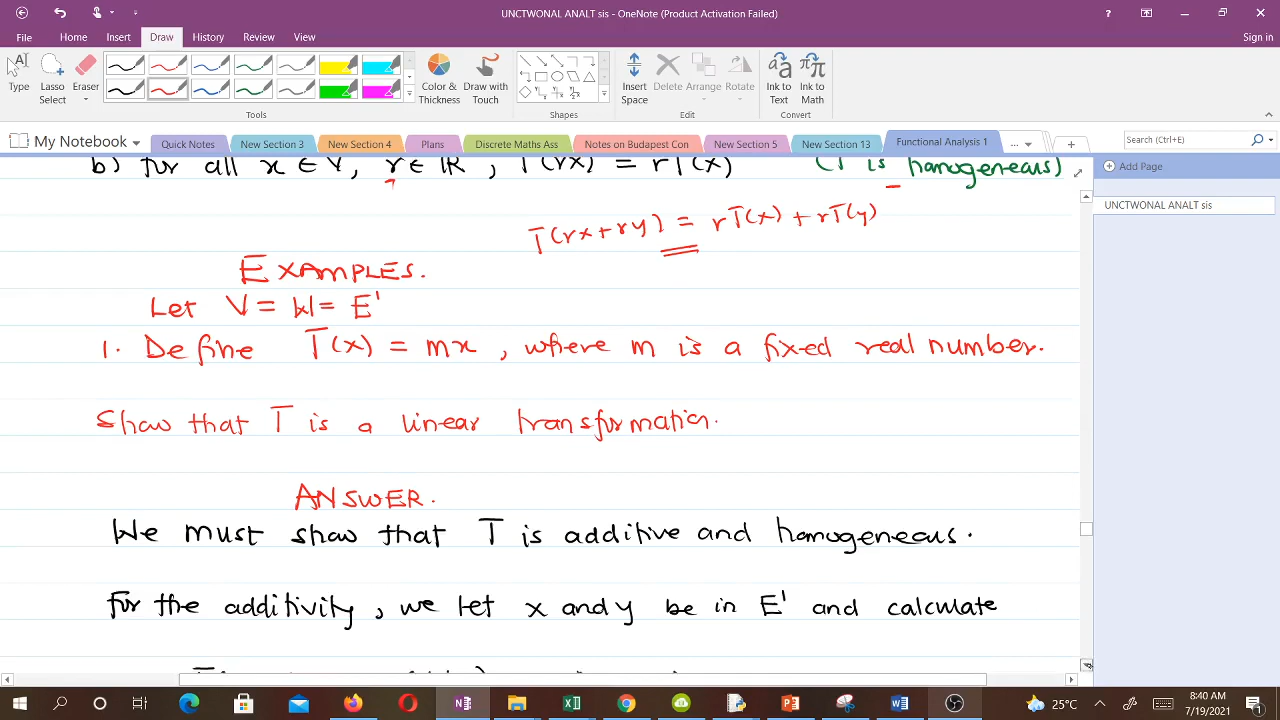 UNCTWONAL ANALT sis - OneNote (Product Activation Failed)
File Home Insert Draw History Review View Sign in
Type Lasso Select Eraser Color & Thickness Draw with Touch Insert Space Delete Arrange Rotate Ink to Text Ink to Math
Tools Shapes Edit Convert
My Notebook Quick Notes New Section 3 New Section 4 Plans Discrete Maths Ass Notes on Budapest Con New Section 5 New Section 13 Functional Analysis 1 ... Search (Ctrl+E)
Add Page
UNCTWONAL ANALT sis
b) for all x ∈ V, r ∈ ℝ, T(rx) = rT(x) (T is homogeneous)
T(rx+ry) = rT(x) + rT(y)
EXAMPLES.
Let V = W = E'
1. Define T(x) = mx, where m is a fixed real number.
Show that T is a linear transformation.
ANSWER.
We must show that T is additive and homogeneous.
For the additivity, we let x and y be in E' and calculate
25°C 8:40 AM
7/19/2021